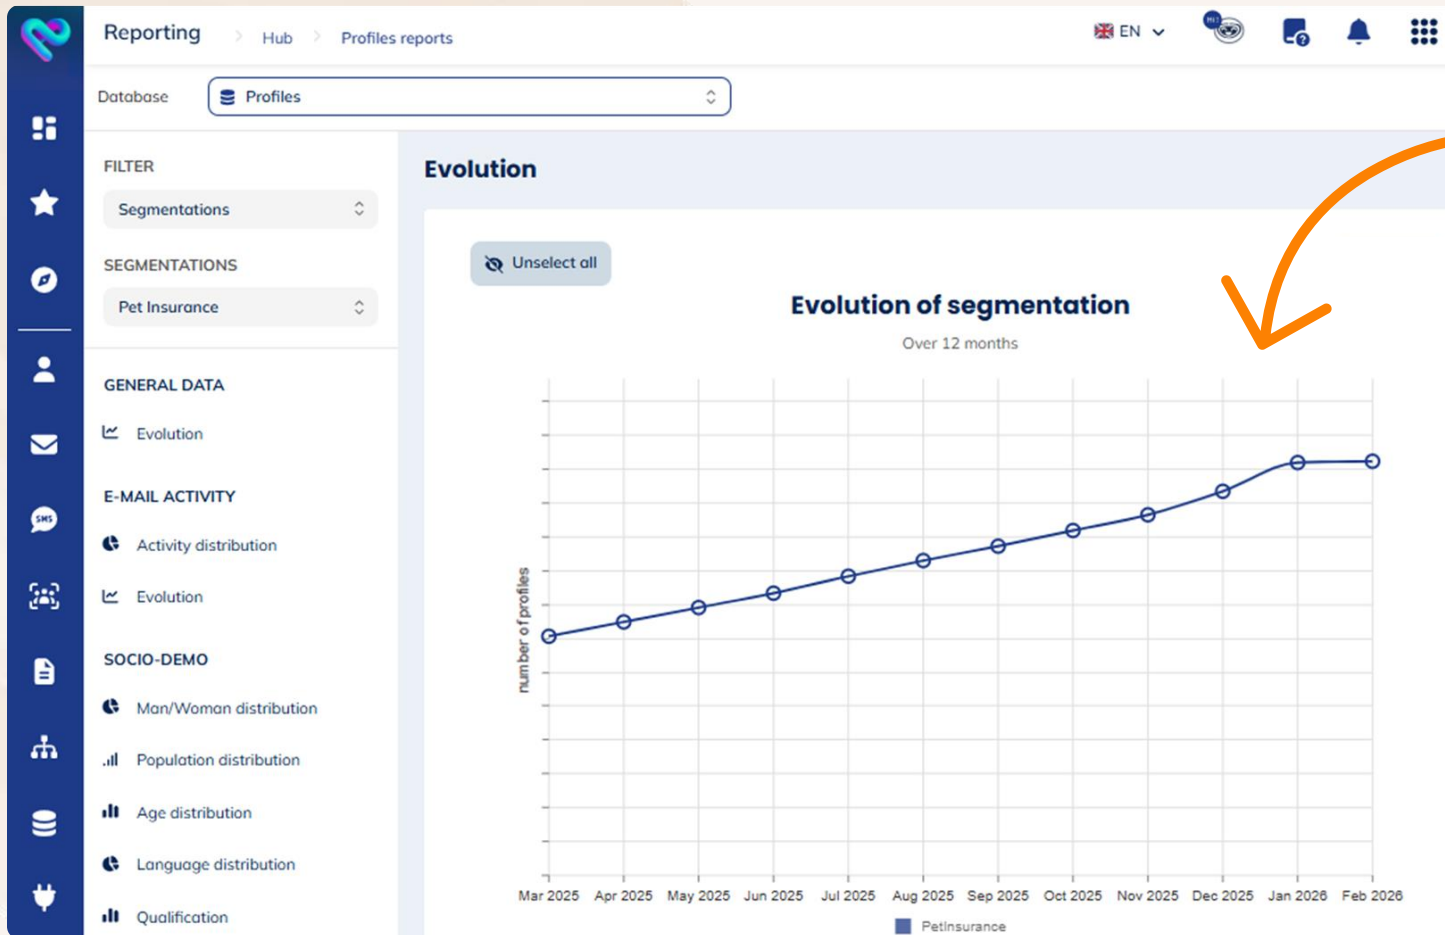 Reporting > Hub > Profiles reports
EN
Hi!
Database
Profiles
FILTER
Segmentations
SEGMENTATIONS
Pet Insurance
GENERAL DATA
Evolution
E-MAIL ACTIVITY
Activity distribution
Evolution
SOCIO-DEMO
Man/Woman distribution
Population distribution
Age distribution
Language distribution
Qualification
SMS
Evolution
Unselect all
Evolution of segmentation
Over 12 months
number of profiles
Mar 2025 Apr 2025 May 2025 Jun 2025 Jul 2025 Aug 2025 Sep 2025 Oct 2025 Nov 2025 Dec 2025 Jan 2026 Feb 2026
PetInsurance